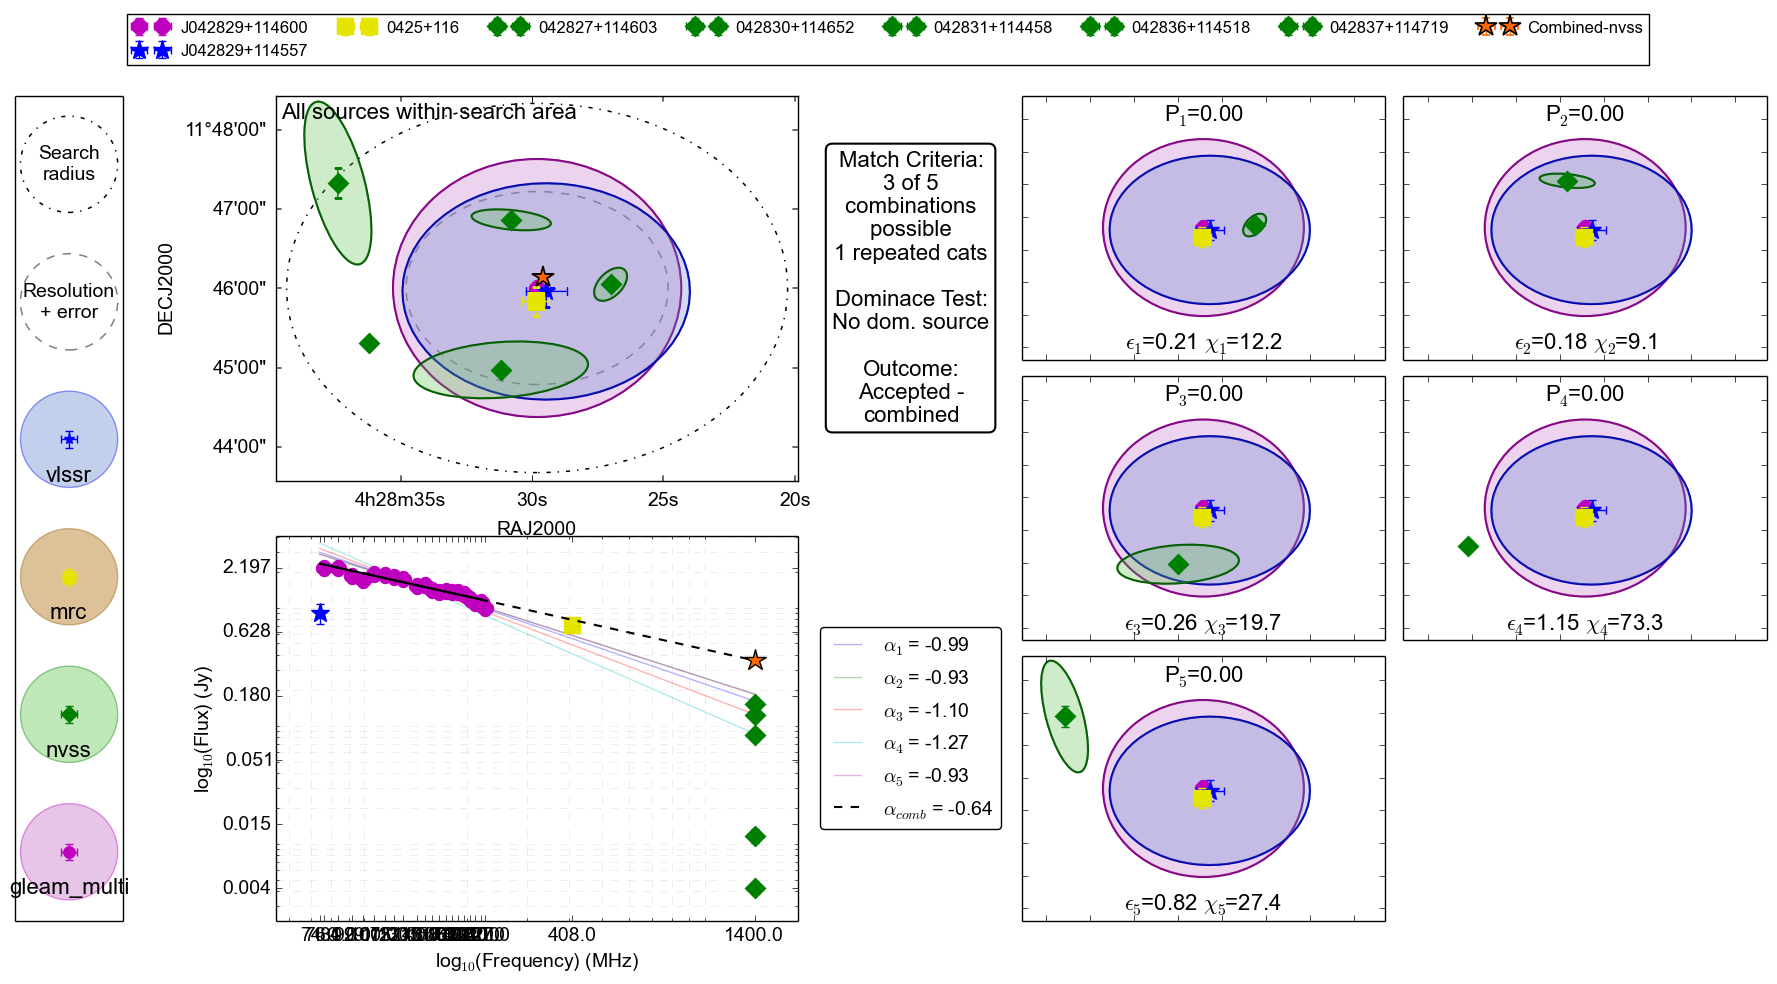 J042829+114600
0425+116
042827+114603
042830+114652
042831+114458
042836+114518
042837+114719
Combined-nvss
J042829+114557
Search
radius
Resolution
+ error
vlssr
mrc
nvss
gleam_multi
All sources within search area
11°48'00"
47'00"
46'00"
45'00"
44'00"
DECJ2000
4h28m35s
30s
25s
20s
RAJ2000
2.197
0.628
0.180
0.051
0.015
0.004
log10(Flux) (Jy)
408.0
1400.0
log10(Frequency) (MHz)
Match Criteria:
3 of 5
combinations
possible
1 repeated cats
Dominace Test:
No dom. source
Outcome:
Accepted -
combined
α1 = -0.99
α2 = -0.93
α3 = -1.10
α4 = -1.27
α5 = -0.93
αcomb = -0.64
P1=0.00
ϵ1=0.21 χ1=12.2
P2=0.00
ϵ2=0.18 χ2=9.1
P3=0.00
ϵ3=0.26 χ3=19.7
P4=0.00
ϵ4=1.15 χ4=73.3
P5=0.00
ϵ5=0.82 χ5=27.4